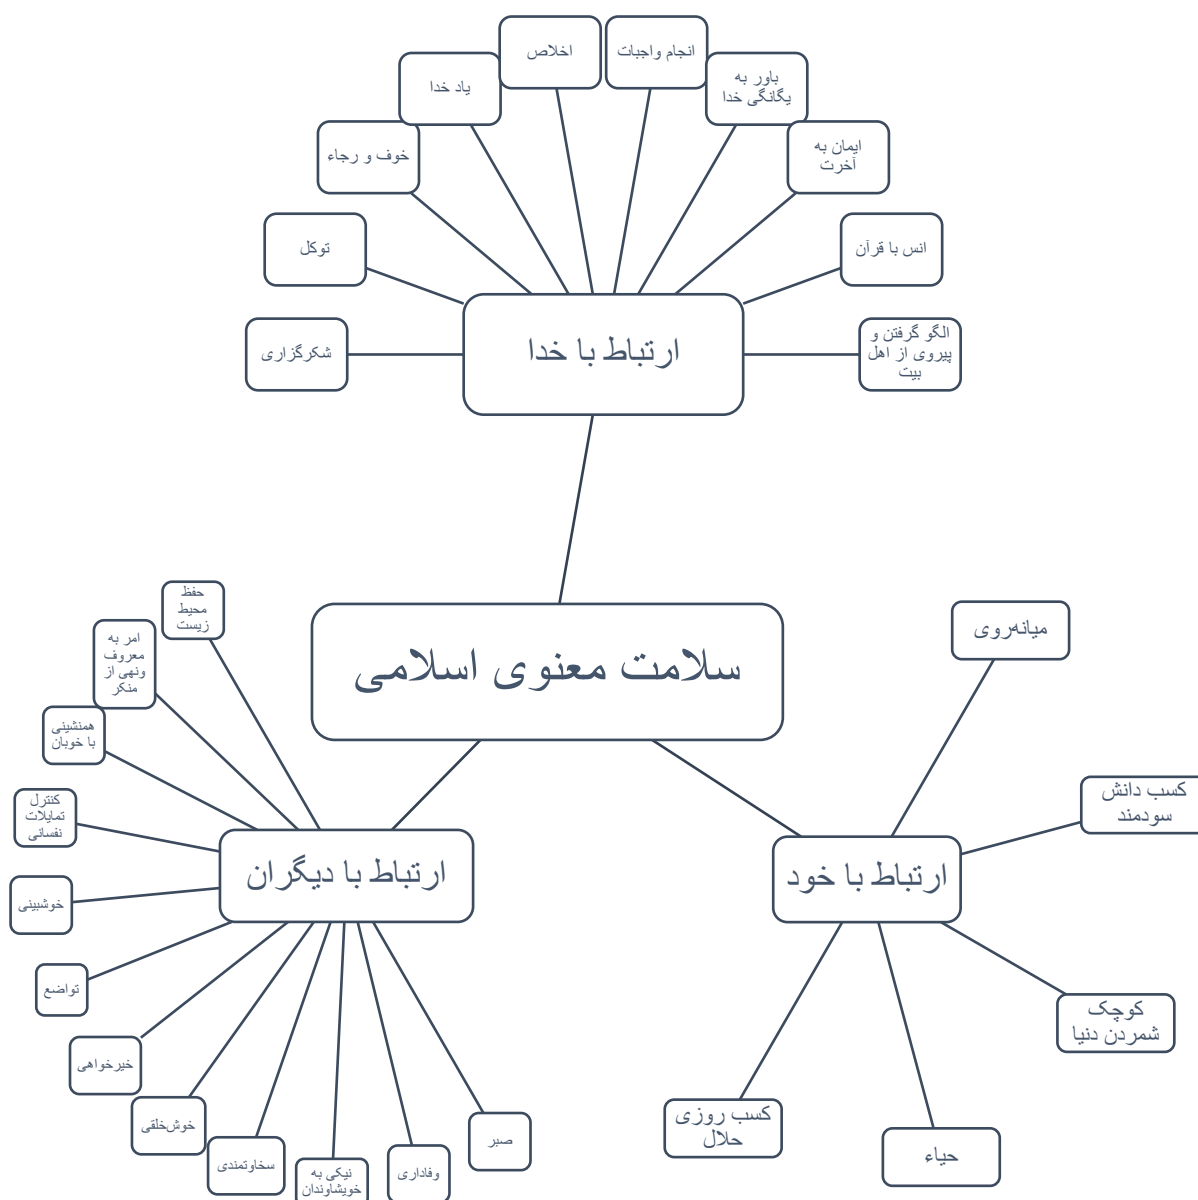 اخلاص
انجام واجبات
یاد خدا
باور به
یگانگی خدا
خوف و رجاء
ایمان به
آخرت
توکل
انس با قرآن
شکرگزاری
ارتباط با خدا
الگو گرفتن و
پیروی از اهل
بیت
سلامت معنوی اسلامی
حفظ
محیط
زیست
امر به
معروف
ونهی از
منکر
همنشینی
با خوبان
کنترل
تمایلات
نفسانی
خوشبینی
تواضع
خیرخواهی
خوش‌خلقی
سخاوتمندی
نیکی به
خویشاوندان
وفاداری
صبر
ارتباط با دیگران
ارتباط با خود
میانه‌روی
کسب دانش
سودمند
کوچک
شمردن دنیا
حیاء
کسب روزی
حلال